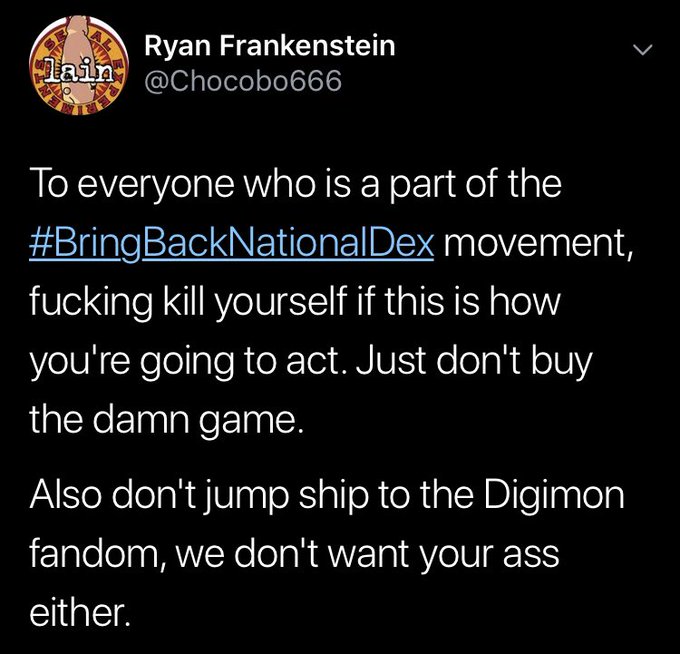 lain
SERIAL EXPERIMENTS
Ryan Frankenstein
@Chocobo666
To everyone who is a part of the
#BringBackNationalDex movement,
fucking kill yourself if this is how
you're going to act. Just don't buy
the damn game.
Also don't jump ship to the Digimon
fandom, we don't want your ass
either.